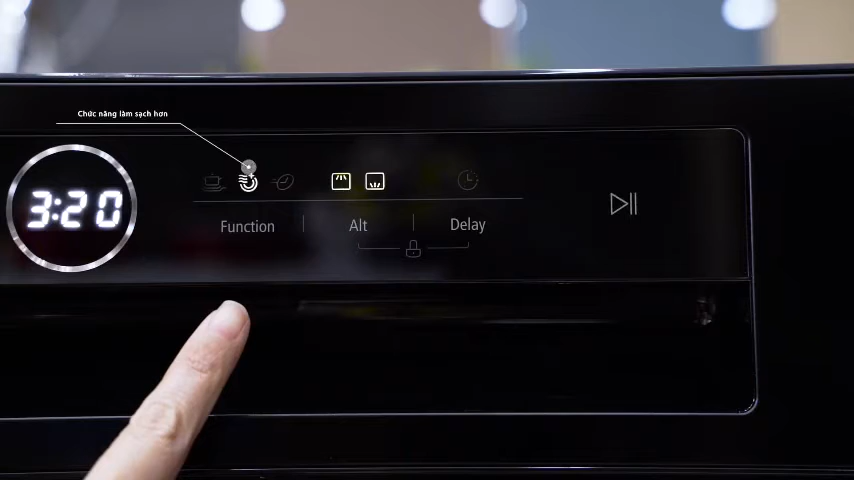 Chức năng làm sạch hơn
3:20
Function
Alt
Delay